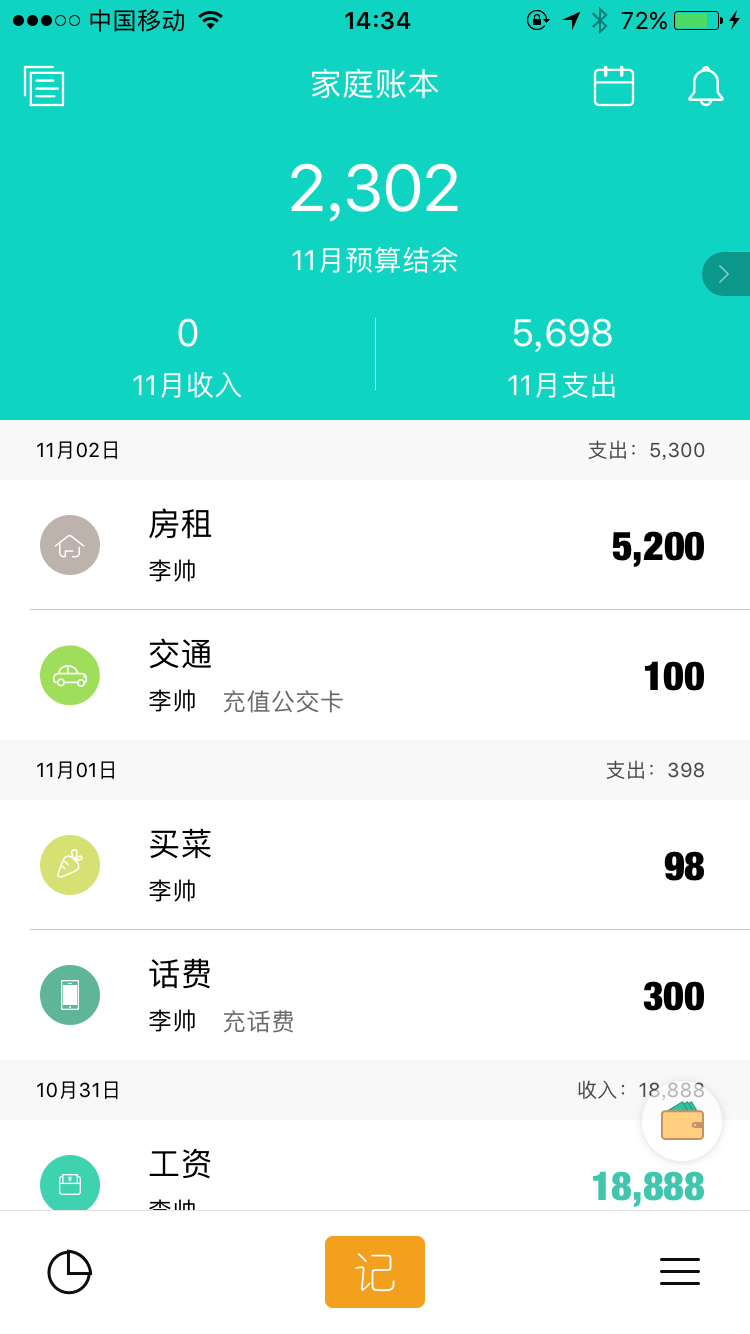 中国移动 14:34 72%
家庭账本
2,302
11月预算结余
0 5,698
11月收入 11月支出
11月02日 支出：5,300
房租
李帅
5,200
交通
李帅 充值公交卡
100
11月01日 支出：398
买菜
李帅
98
话费
李帅 充话费
300
10月31日 收入：18,888
工资
李帅
18,888
记